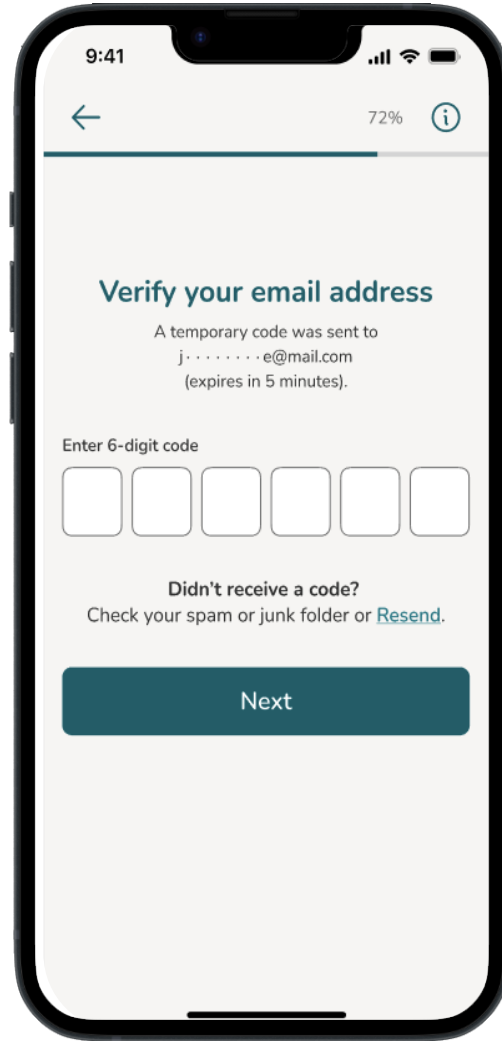 9:41
72%
Verify your email address
A temporary code was sent to
j · · · · · · · · e@mail.com
(expires in 5 minutes).
Enter 6-digit code
Didn't receive a code?
Check your spam or junk folder or Resend.
Next